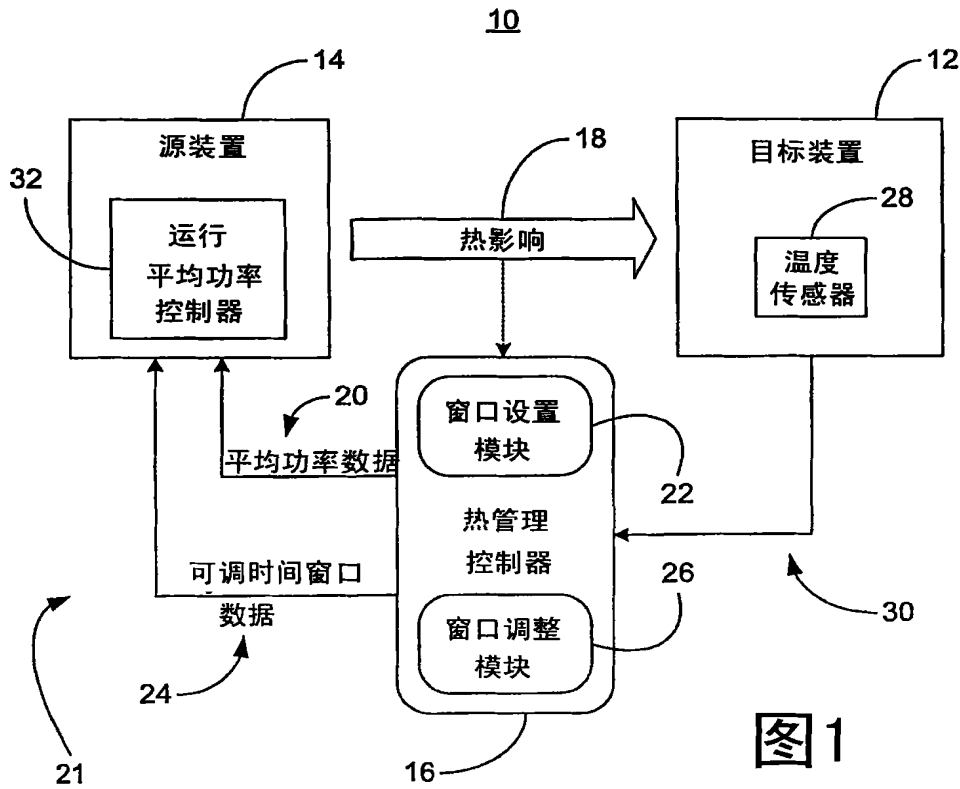 10
14
12
源装置
目标装置
18
32
28
运行
平均功率
控制器
热影响
温度
传感器
20
窗口设置
模块
平均功率数据
22
热管理
控制器
可调时间窗口
数据
26
30
窗口调整
模块
24
21
16
图1